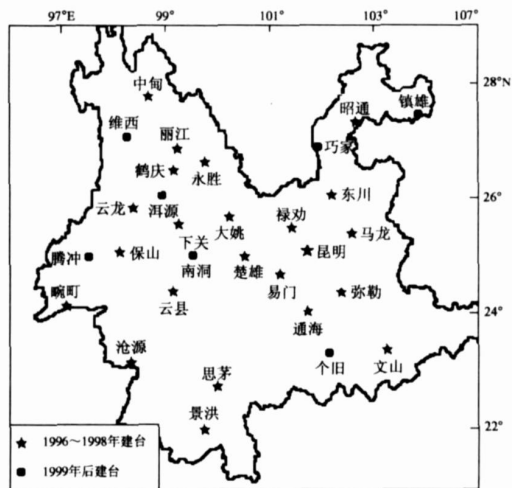 97°E
99°
101°
103°
107°
中甸
28°N
昭通
镇雄
维西
丽江
巧家
鹤庆
永胜
东川
26°
云龙
洱源
禄劝
大姚
马龙
下关
昆明
腾冲
保山
南涧
楚雄
畹町
易门
弥勒
云县
24°
通海
沧源
个旧
文山
思茅
景洪
22°
1996~1998年建台
1999年后建台